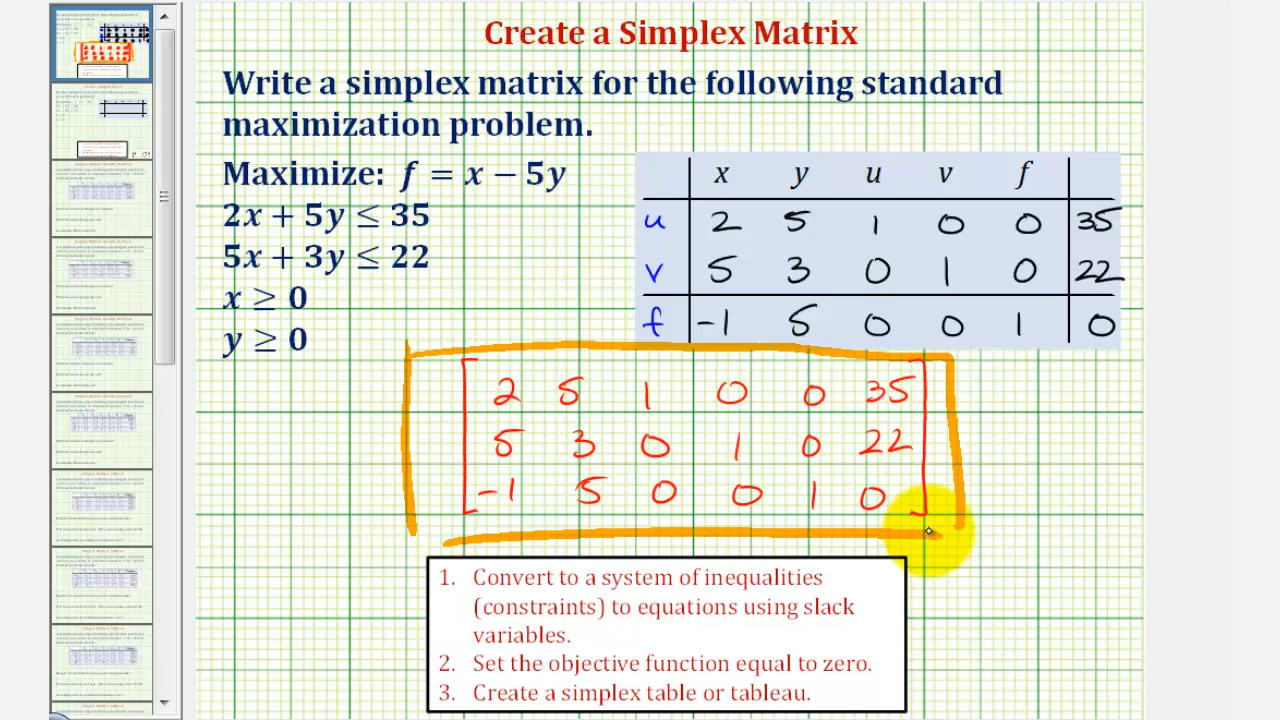 Create a Simplex Matrix
Write a simplex matrix for the following standard
maximization problem.
Maximize: f = x − 5y
2x + 5y ≤ 35
5x + 3y ≤ 22
x ≥ 0
y ≥ 0
x y u v f
u 2 5 1 0 0 35
v 5 3 0 1 0 22
f −1 5 0 0 1 0
2 5 1 0 0 35
5 3 0 1 0 22
−1 5 0 0 1 0
1. Convert to a system of inequalities
(constraints) to equations using slack
variables.
2. Set the objective function equal to zero.
3. Create a simplex table or tableau.